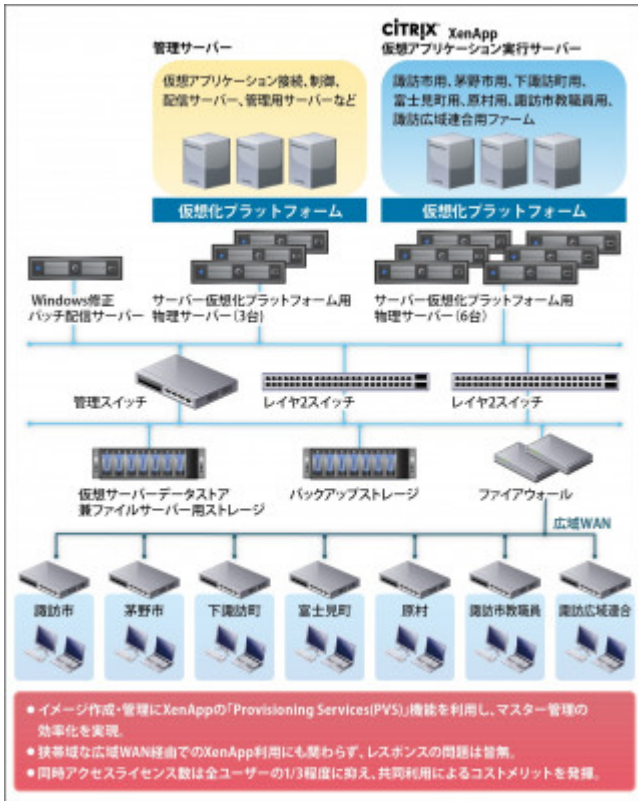 管理サーバー
仮想アプリケーション接続、制御、
配信サーバー、管理用サーバーなど
仮想化プラットフォーム
CİTRIX XenApp
仮想アプリケーション実行サーバー
諏訪市用、茅野市用、下諏訪町用、
富士見町用、原村用、諏訪市教職員用、
諏訪広域連合用ファーム
仮想化プラットフォーム
Windows修正
パッチ配信サーバー
サーバー仮想化プラットフォーム用
物理サーバー(3台)
サーバー仮想化プラットフォーム用
物理サーバー(6台)
管理スイッチ
レイヤ2スイッチ
レイヤ2スイッチ
仮想サーバーデータストア
兼ファイルサーバー用ストレージ
バックアップストレージ
ファイアウォール
広域WAN
諏訪市
茅野市
下諏訪町
富士見町
原村
諏訪市教職員
諏訪広域連合
●イメージ作成・管理にXenAppの「Provisioning Services(PVS)」機能を利用し、マスター管理の
効率化を実現。
●狭帯域な広域WAN経由でのXenApp利用にも関わらず、レスポンスの問題は皆無。
●同時アクセスライセンス数は全ユーザーの1/3程度に抑え、共同利用によるコストメリットを発揮。